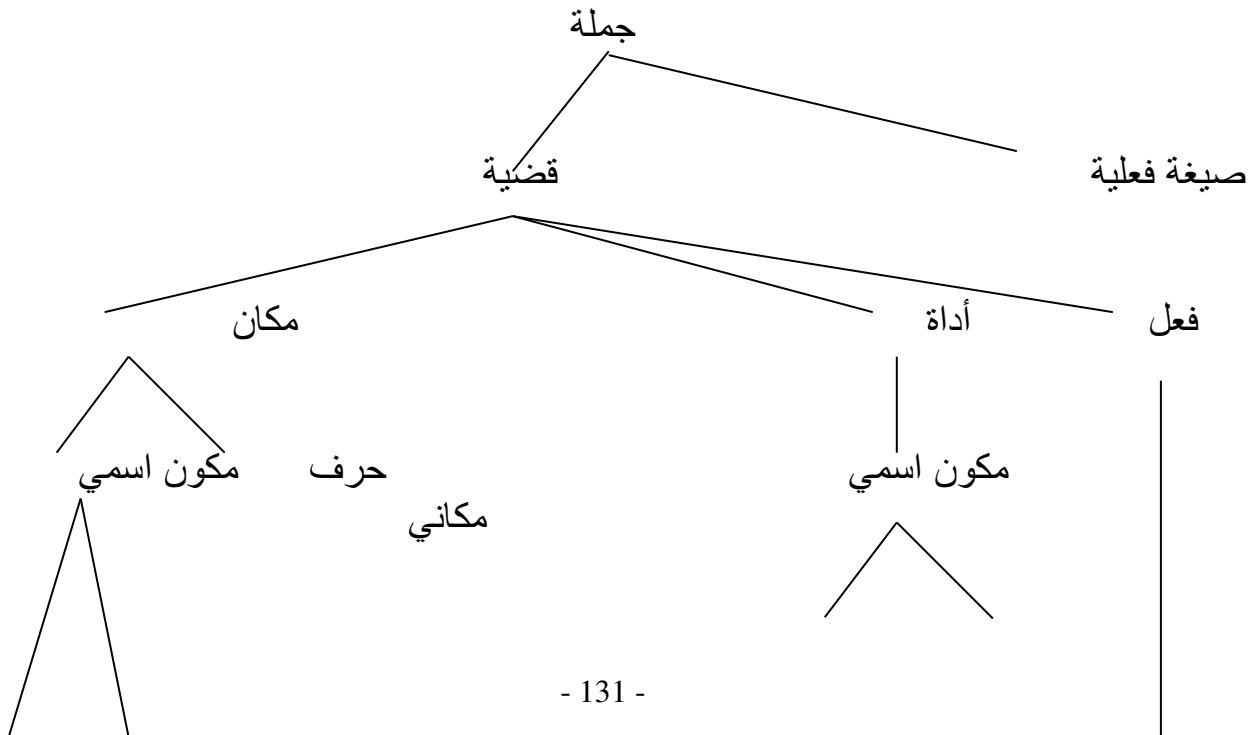 جملة
صيغة فعلية قضية
فعل أداة مكان
مكون اسمي حرف مكون اسمي
مكاني
- 131 -